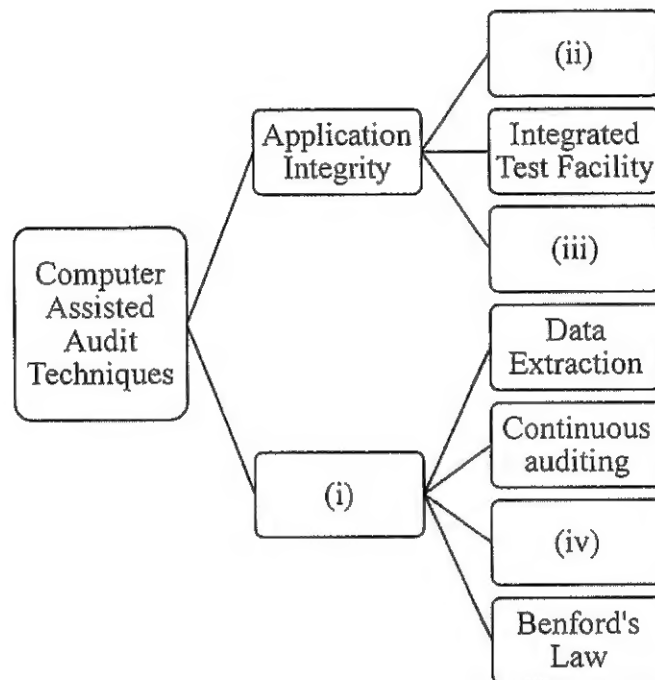 Computer
Assisted
Audit
Techniques
Application
Integrity
(i)
(ii)
Integrated
Test Facility
(iii)
Data
Extraction
Continuous
auditing
(iv)
Benford's
Law